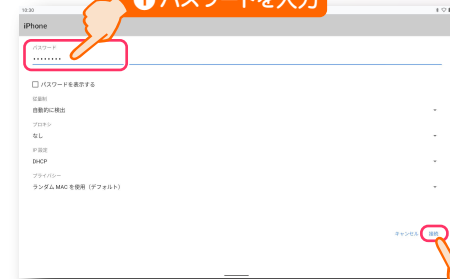 ❶ パスワードを入力
10:30
iPhone
パスワード
••••••••
パスワードを表示する
従量制
自動的に検出
プロキシ
なし
IP 設定
DHCP
プライバシー
ランダム MAC を使用（デフォルト）
キャンセル 接続